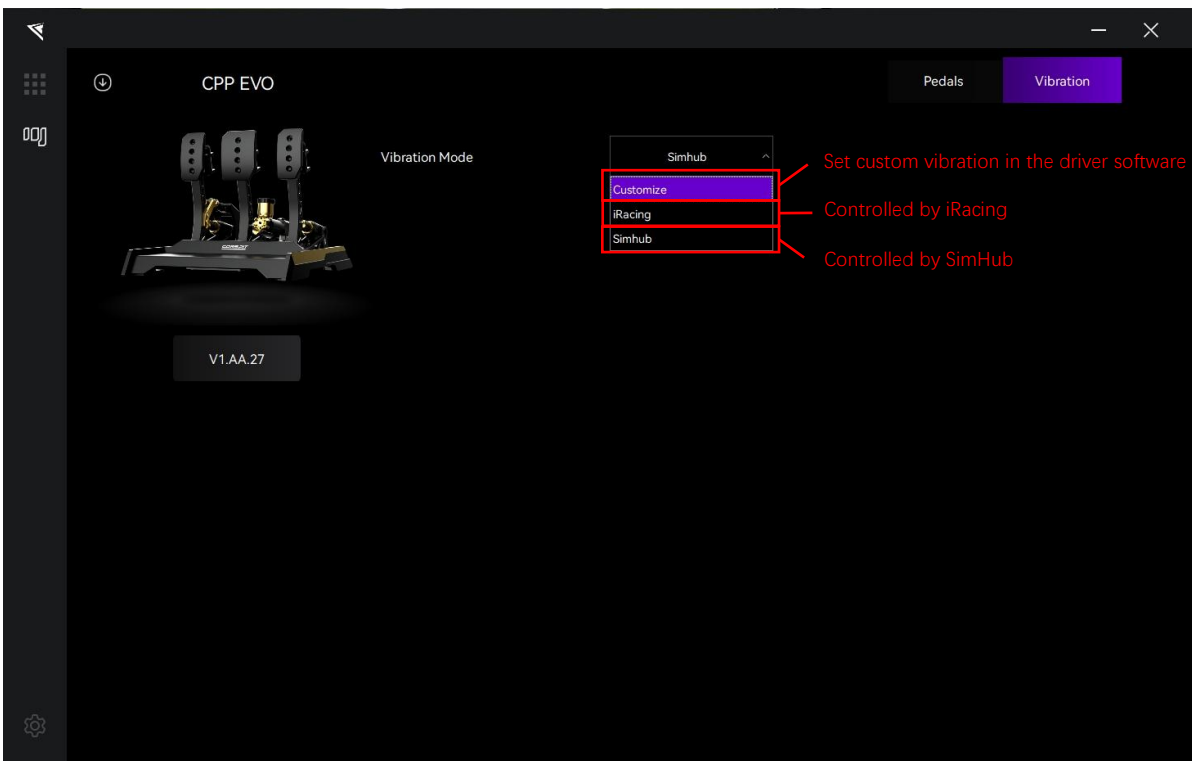 CPP EVO
Pedals
Vibration
Vibration Mode
Simhub
Customize
iRacing
Simhub
Set custom vibration in the driver software
Controlled by iRacing
Controlled by SimHub
V1.AA.27